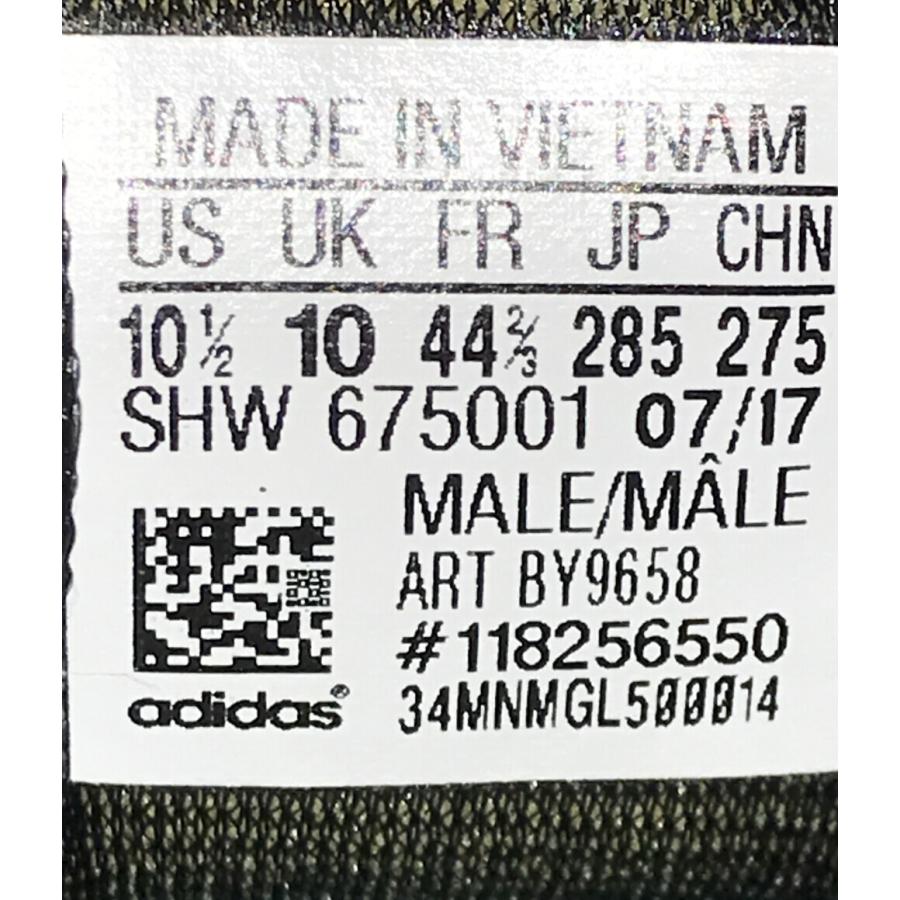 MADE IN VIETNAM
US UK FR JP CHN
10½ 10 44⅔ 285 275
SHW 675001 07/17
MALE/MÂLE
ART BY9658
#118256550
adidas® 34MNMGL500014